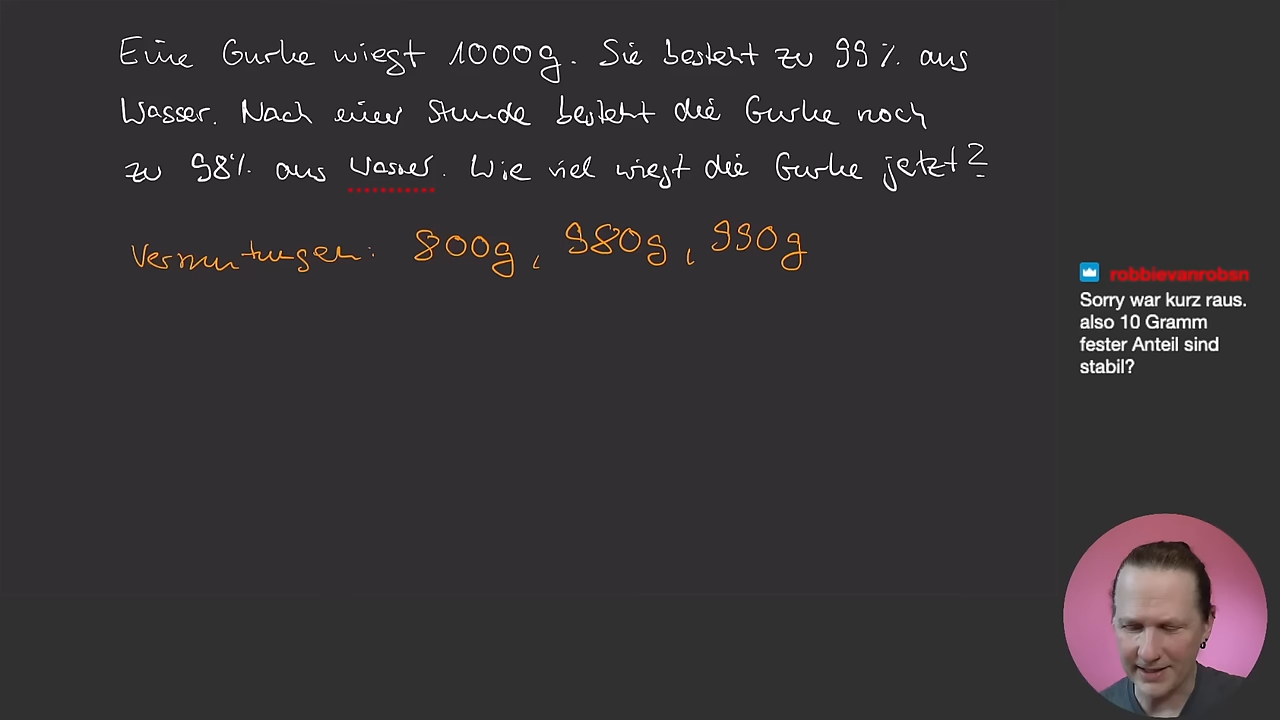 Eine Gurke wiegt 1000g. Sie besteht zu 99% aus
Wasser. Nach einer Stunde besteht die Gurke noch
zu 98% aus Wasser. Wie viel wiegt die Gurke jetzt?
Vermutungen: 800g, 980g, 990g
robbievanrobsn
Sorry war kurz raus.
also 10 Gramm
fester Anteil sind
stabil?